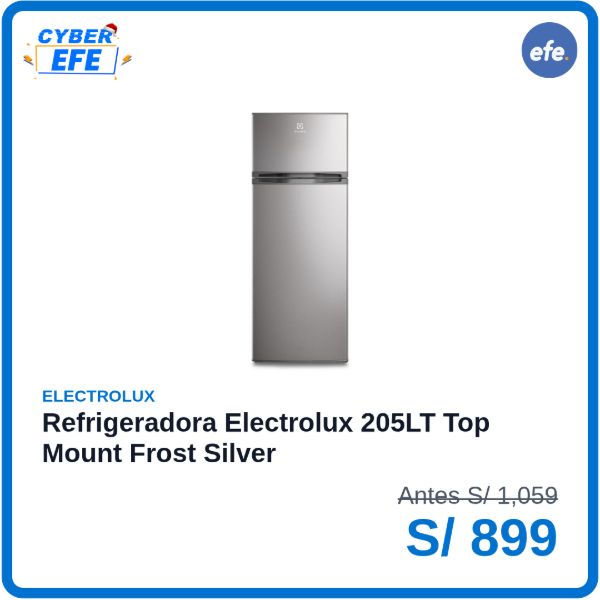 CYBER
EFE
efe.
ELECTROLUX
Refrigeradora Electrolux 205LT Top
Mount Frost Silver
Antes S/ 1,059
S/ 899